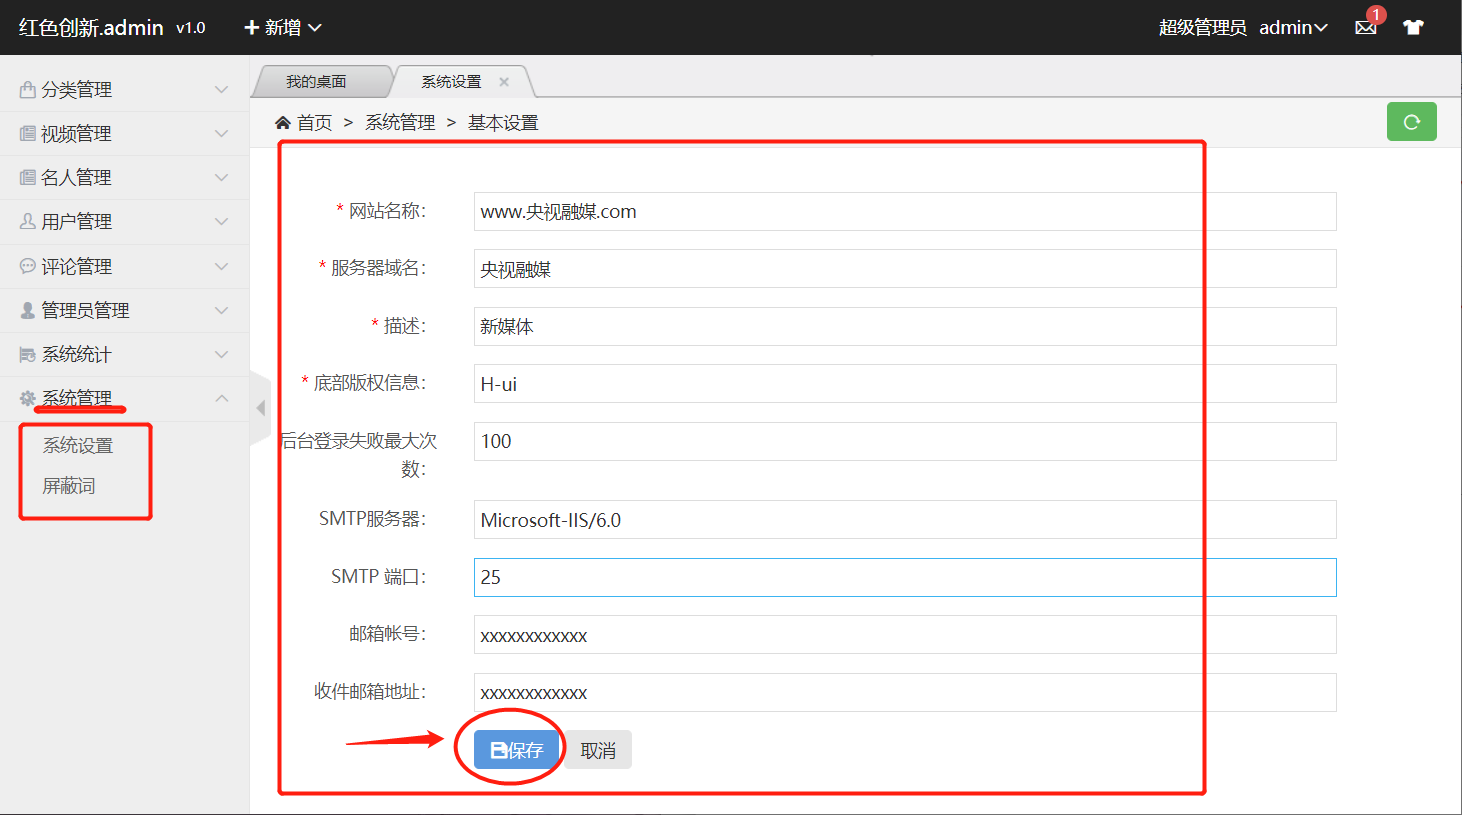 红色创新.admin v1.0 新增 超级管理员 admin 1
我的桌面 系统设置
首页 > 系统管理 > 基本设置
分类管理
视频管理
名人管理
用户管理
评论管理
管理员管理
系统统计
系统管理
系统设置
屏蔽词
* 网站名称： www.央视融媒.com
* 服务器域名： 央视融媒
* 描述： 新媒体
* 底部版权信息： H-ui
后台登录失败最大次
数： 100
SMTP服务器： Microsoft-IIS/6.0
SMTP 端口： 25
邮箱帐号： xxxxxxxxxxxx
收件邮箱地址： xxxxxxxxxxxx
保存 取消